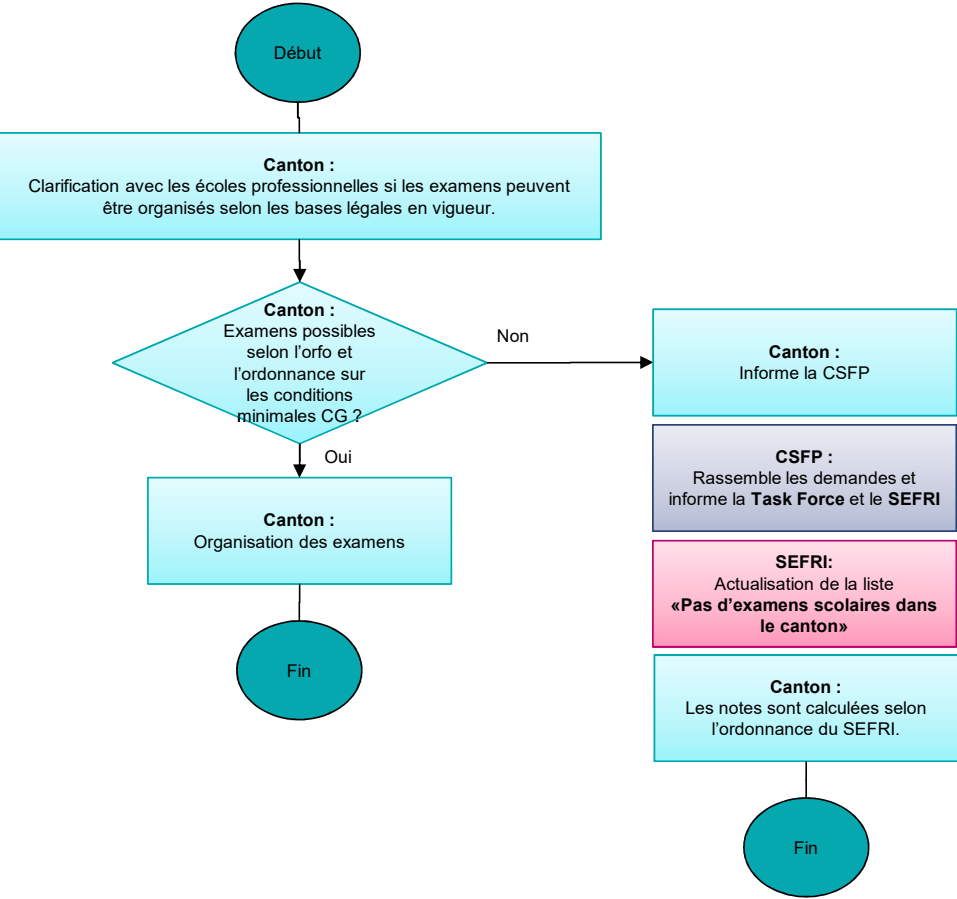 Début
Canton :
Clarification avec les écoles professionnelles si les examens peuvent
être organisés selon les bases légales en vigueur.
Canton :
Examens possibles
selon l'orfo et
l'ordonnance sur
les conditions
minimales CG ?
Non
Oui
Canton :
Organisation des examens
Fin
Canton :
Informe la CSFP
CSFP :
Rassemble les demandes et
informe la Task Force et le SEFRI
SEFRI:
Actualisation de la liste
«Pas d'examens scolaires dans
le canton»
Canton :
Les notes sont calculées selon
l'ordonnance du SEFRI.
Fin